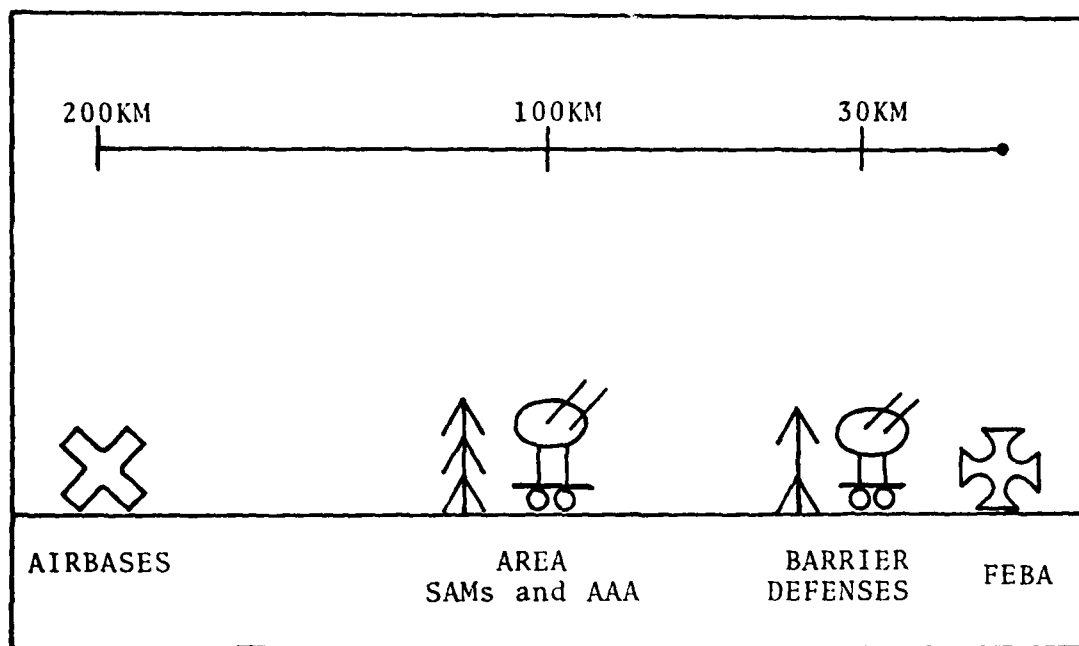 200KM 100KM 30KM
AIRBASES
AREA
SAMs and AAA
BARRIER
DEFENSES
FEBA